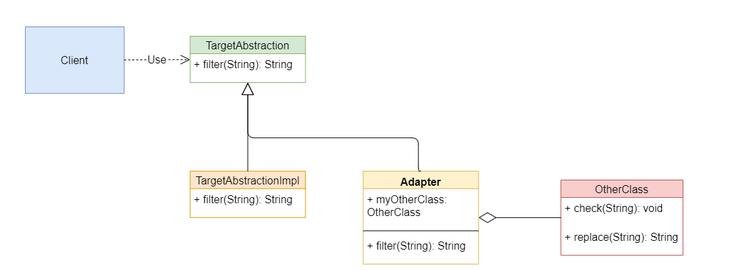 Client
Use
TargetAbstraction
+ filter(String): String
TargetAbstractionImpl
+ filter(String): String
Adapter
+ myOtherClass:
OtherClass
+ filter(String): String
OtherClass
+ check(String): void
+ replace(String): String